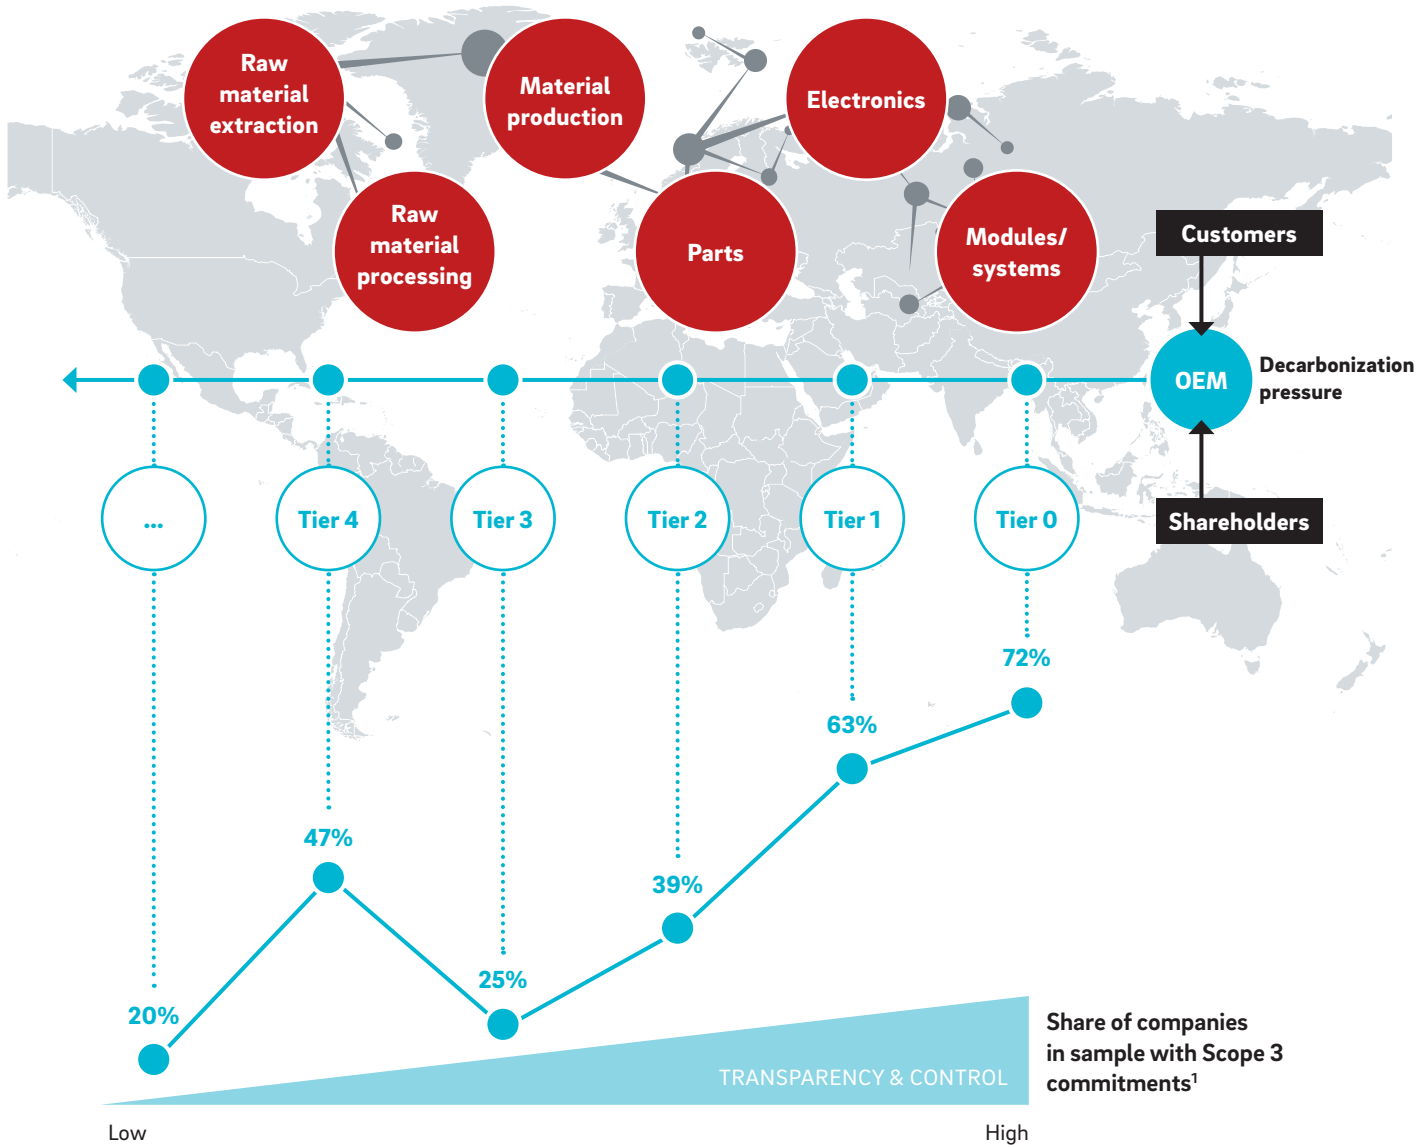 Raw
material
extraction
Material
production
Electronics
Raw
material
processing
Parts
Modules/
systems
Customers
OEM
Decarbonization
pressure
Shareholders
...
Tier 4
Tier 3
Tier 2
Tier 1
Tier 0
72%
63%
47%
39%
25%
20%
Share of companies
in sample with Scope 3
commitments¹
TRANSPARENCY & CONTROL
Low
High